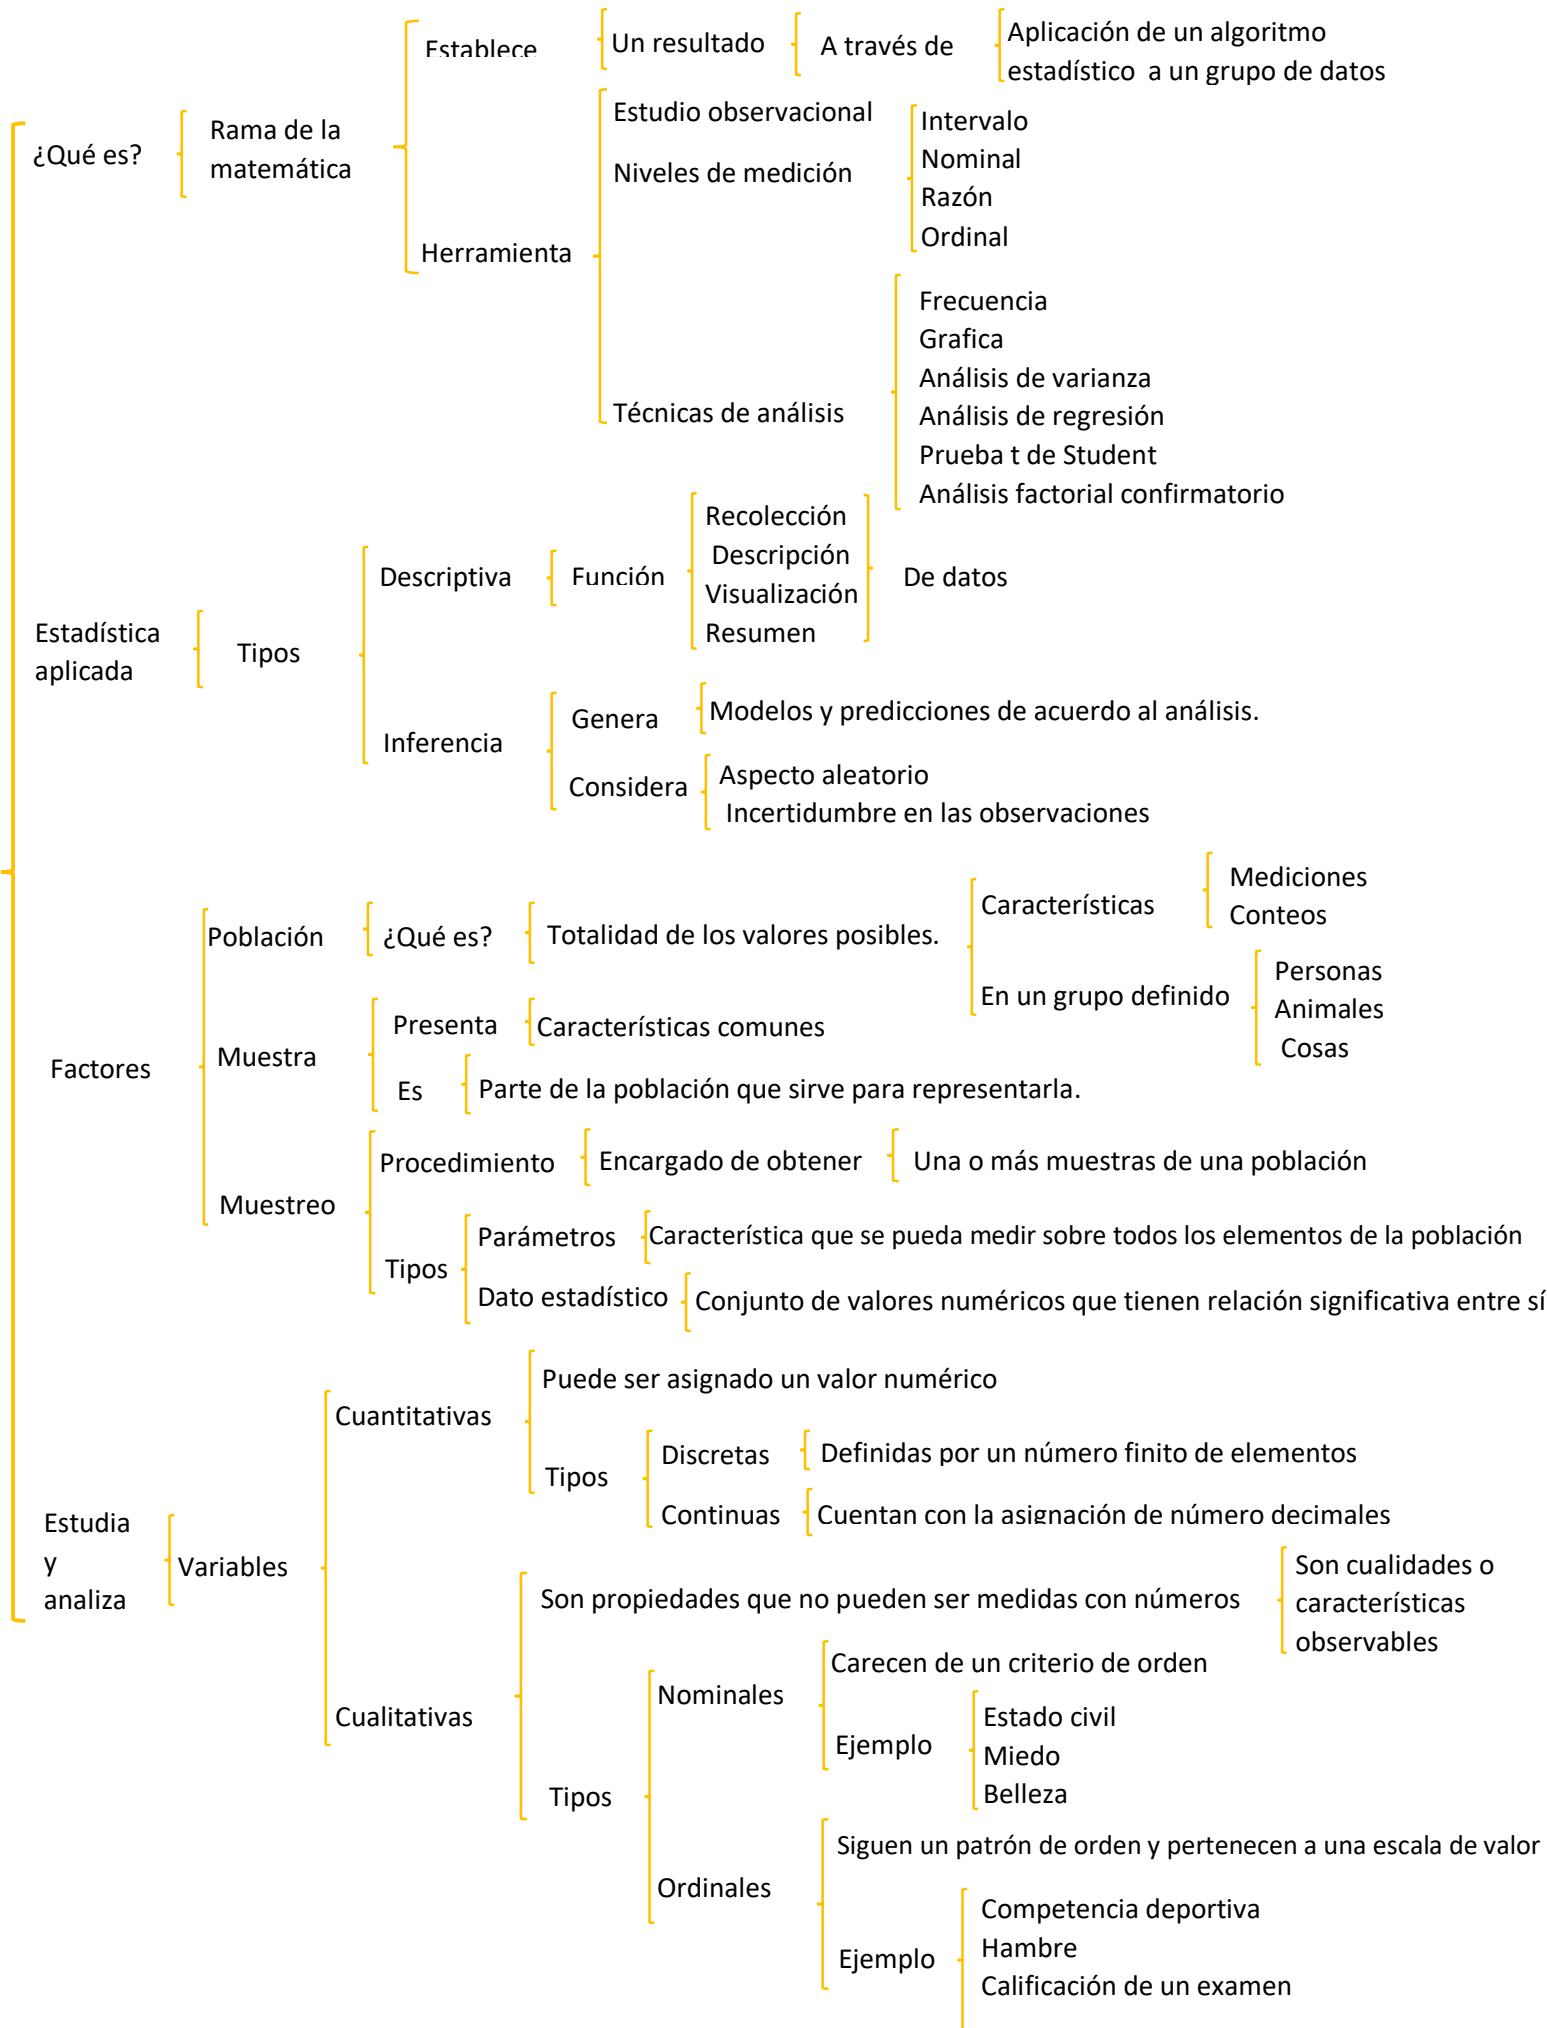 Establece
Un resultado
A través de
Aplicación de un algoritmo
estadístico a un grupo de datos
¿Qué es?
Rama de la
matemática
Herramienta
Estudio observacional
Niveles de medición
Intervalo
Nominal
Razón
Ordinal
Técnicas de análisis
Frecuencia
Grafica
Análisis de varianza
Análisis de regresión
Prueba t de Student
Análisis factorial confirmatorio
Estadística
aplicada
Tipos
Descriptiva
Función
Recolección
Descripción
Visualización
Resumen
De datos
Inferencia
Genera
Modelos y predicciones de acuerdo al análisis.
Considera
Aspecto aleatorio
Incertidumbre en las observaciones
Factores
Población
¿Qué es?
Totalidad de los valores posibles.
Características
Mediciones
Conteos
En un grupo definido
Personas
Animales
Cosas
Muestra
Presenta
Características comunes
Es
Parte de la población que sirve para representarla.
Muestreo
Procedimiento
Encargado de obtener
Una o más muestras de una población
Tipos
Parámetros
Característica que se pueda medir sobre todos los elementos de la población
Dato estadístico
Conjunto de valores numéricos que tienen relación significativa entre sí
Estudia
y
analiza
Variables
Cuantitativas
Puede ser asignado un valor numérico
Tipos
Discretas
Definidas por un número finito de elementos
Continuas
Cuentan con la asignación de número decimales
Cualitativas
Son propiedades que no pueden ser medidas con números
Son cualidades o
características
observables
Tipos
Nominales
Carecen de un criterio de orden
Ejemplo
Estado civil
Miedo
Belleza
Ordinales
Siguen un patrón de orden y pertenecen a una escala de valor
Ejemplo
Competencia deportiva
Hambre
Calificación de un examen